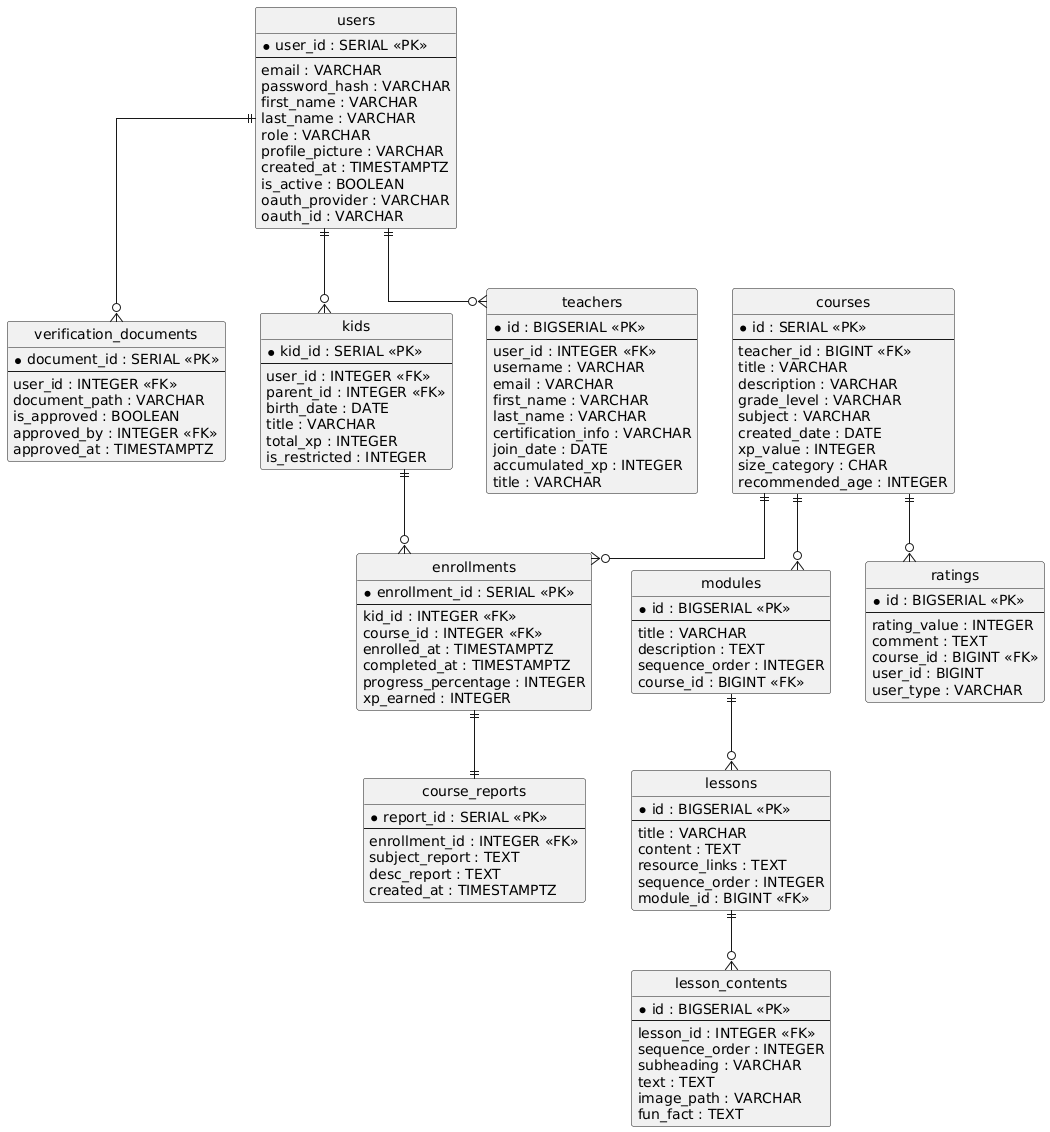 users
user_id : SERIAL «PK»
email : VARCHAR
password_hash : VARCHAR
first_name : VARCHAR
last_name : VARCHAR
role : VARCHAR
profile_picture : VARCHAR
created_at : TIMESTAMPTZ
is_active : BOOLEAN
oauth_provider : VARCHAR
oauth_id : VARCHAR
verification_documents
document_id : SERIAL «PK»
user_id : INTEGER «FK»
document_path : VARCHAR
is_approved : BOOLEAN
approved_by : INTEGER «FK»
approved_at : TIMESTAMPTZ
kids
kid_id : SERIAL «PK»
user_id : INTEGER «FK»
parent_id : INTEGER «FK»
birth_date : DATE
title : VARCHAR
total_xp : INTEGER
is_restricted : INTEGER
teachers
id : BIGSERIAL «PK»
user_id : INTEGER «FK»
username : VARCHAR
email : VARCHAR
first_name : VARCHAR
last_name : VARCHAR
certification_info : VARCHAR
join_date : DATE
accumulated_xp : INTEGER
title : VARCHAR
courses
id : SERIAL «PK»
teacher_id : BIGINT «FK»
title : VARCHAR
description : VARCHAR
grade_level : VARCHAR
subject : VARCHAR
created_date : DATE
xp_value : INTEGER
size_category : CHAR
recommended_age : INTEGER
enrollments
enrollment_id : SERIAL «PK»
kid_id : INTEGER «FK»
course_id : INTEGER «FK»
enrolled_at : TIMESTAMPTZ
completed_at : TIMESTAMPTZ
progress_percentage : INTEGER
xp_earned : INTEGER
modules
id : BIGSERIAL «PK»
title : VARCHAR
description : TEXT
sequence_order : INTEGER
course_id : BIGINT «FK»
ratings
id : BIGSERIAL «PK»
rating_value : INTEGER
comment : TEXT
course_id : BIGINT «FK»
user_id : BIGINT
user_type : VARCHAR
course_reports
report_id : SERIAL «PK»
enrollment_id : INTEGER «FK»
subject_report : TEXT
desc_report : TEXT
created_at : TIMESTAMPTZ
lessons
id : BIGSERIAL «PK»
title : VARCHAR
content : TEXT
resource_links : TEXT
sequence_order : INTEGER
module_id : BIGINT «FK»
lesson_contents
id : BIGSERIAL «PK»
lesson_id : INTEGER «FK»
sequence_order : INTEGER
subheading : VARCHAR
text : TEXT
image_path : VARCHAR
fun_fact : TEXT